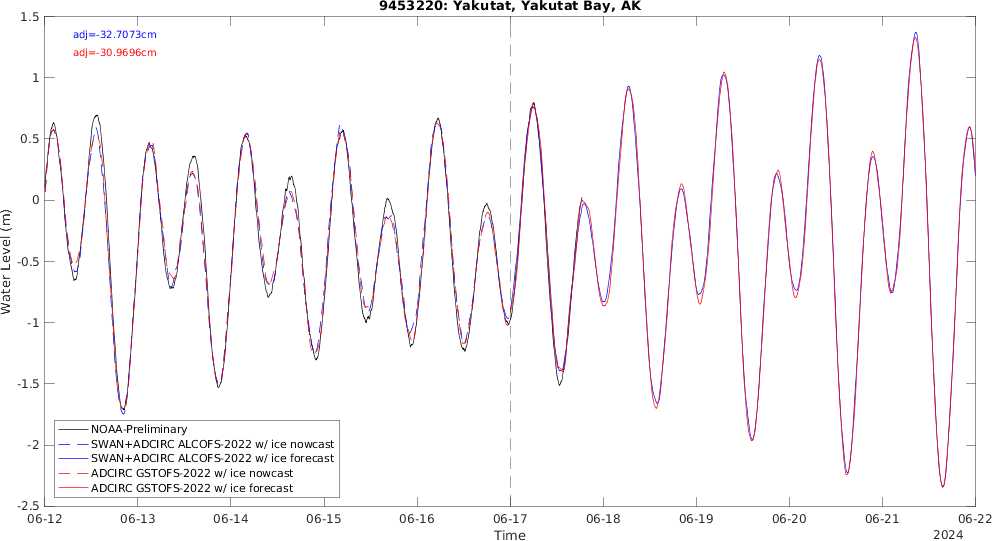 9453220: Yakutat, Yakutat Bay, AK
adj=-32.7073cm
adj=-30.9696cm
1.5
1
0.5
0
-0.5
-1
-1.5
-2
-2.5
Water Level (m)
NOAA-Preliminary
SWAN+ADCIRC ALCOFS-2022 w/ ice nowcast
SWAN+ADCIRC ALCOFS-2022 w/ ice forecast
ADCIRC GSTOFS-2022 w/ ice nowcast
ADCIRC GSTOFS-2022 w/ ice forecast
06-12 06-13 06-14 06-15 06-16 06-17 06-18 06-19 06-20 06-21 06-22
Time
2024